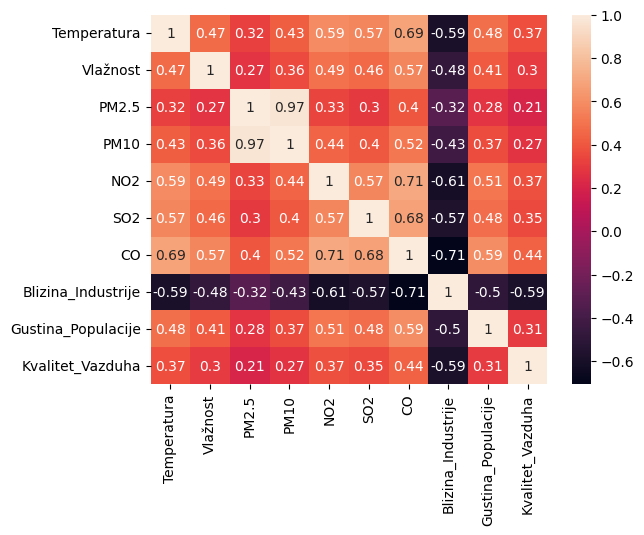 Temperatura 1 0.47 0.32 0.43 0.59 0.57 0.69 -0.59 0.48 0.37
Vlažnost 0.47 1 0.27 0.36 0.49 0.46 0.57 -0.48 0.41 0.3
PM2.5 0.32 0.27 1 0.97 0.33 0.3 0.4 -0.32 0.28 0.21
PM10 0.43 0.36 0.97 1 0.44 0.4 0.52 -0.43 0.37 0.27
NO2 0.59 0.49 0.33 0.44 1 0.57 0.71 -0.61 0.51 0.37
SO2 0.57 0.46 0.3 0.4 0.57 1 0.68 -0.57 0.48 0.35
CO 0.69 0.57 0.4 0.52 0.71 0.68 1 -0.71 0.59 0.44
Blizina_Industrije -0.59 -0.48 -0.32 -0.43 -0.61 -0.57 -0.71 1 -0.5 -0.59
Gustina_Populacije 0.48 0.41 0.28 0.37 0.51 0.48 0.59 -0.5 1 0.31
Kvalitet_Vazduha 0.37 0.3 0.21 0.27 0.37 0.35 0.44 -0.59 0.31 1
Temperatura
Vlažnost
PM2.5
PM10
NO2
SO2
CO
Blizina_Industrije
Gustina_Populacije
Kvalitet_Vazduha
1.0
0.8
0.6
0.4
0.2
0.0
−0.2
−0.4
−0.6